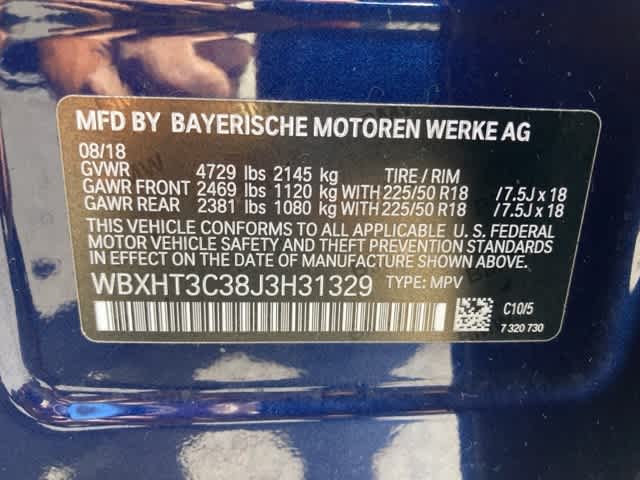 MFD BY BAYERISCHE MOTOREN WERKE AG
08/18
GVWR 4729 lbs 2145 kg TIRE / RIM
GAWR FRONT 2469 lbs 1120 kg WITH 225/50 R18 / 7.5J x 18
GAWR REAR 2381 lbs 1080 kg WITH 225/50 R18 / 7.5J x 18
THIS VEHICLE CONFORMS TO ALL APPLICABLE U. S. FEDERAL
MOTOR VEHICLE SAFETY AND THEFT PREVENTION STANDARDS
IN EFFECT ON THE DATE OF MANUFACTURE SHOWN ABOVE.
WBXHT3C38J3H31329 TYPE: MPV
C10/5
7 320 730